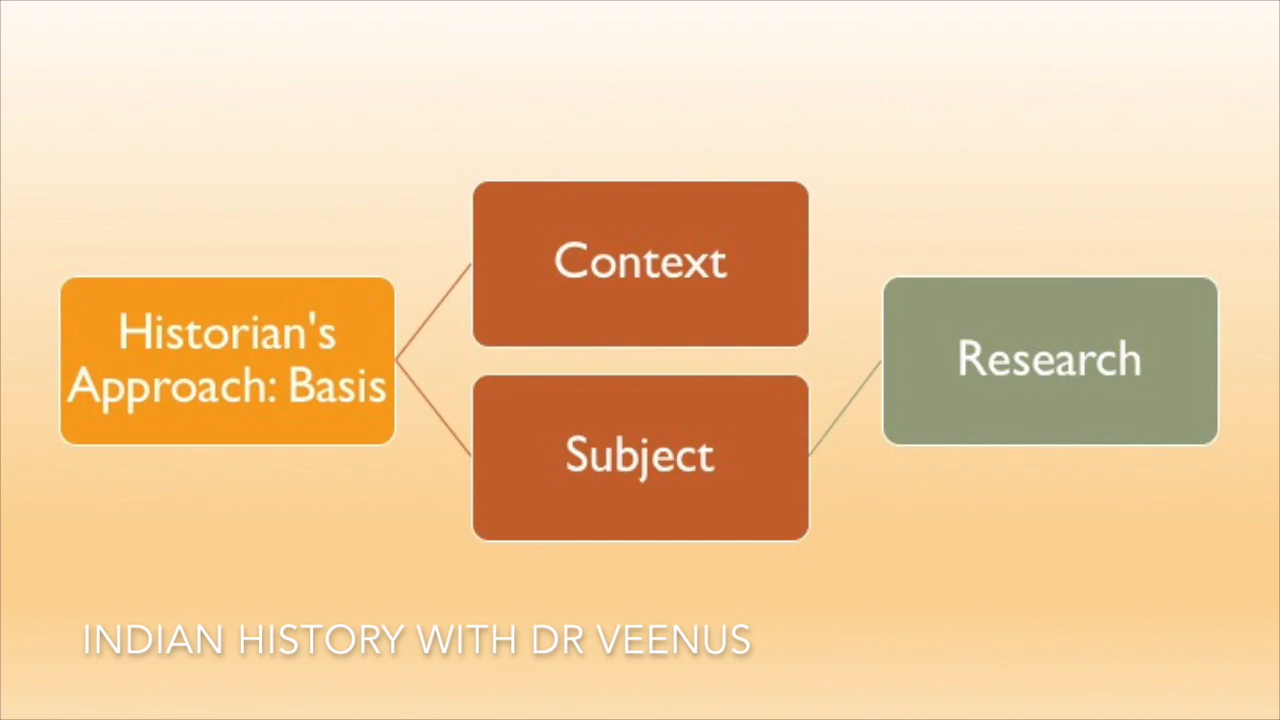 Historian's
Approach: Basis
Context
Subject
Research
INDIAN HISTORY WITH DR VEENUS